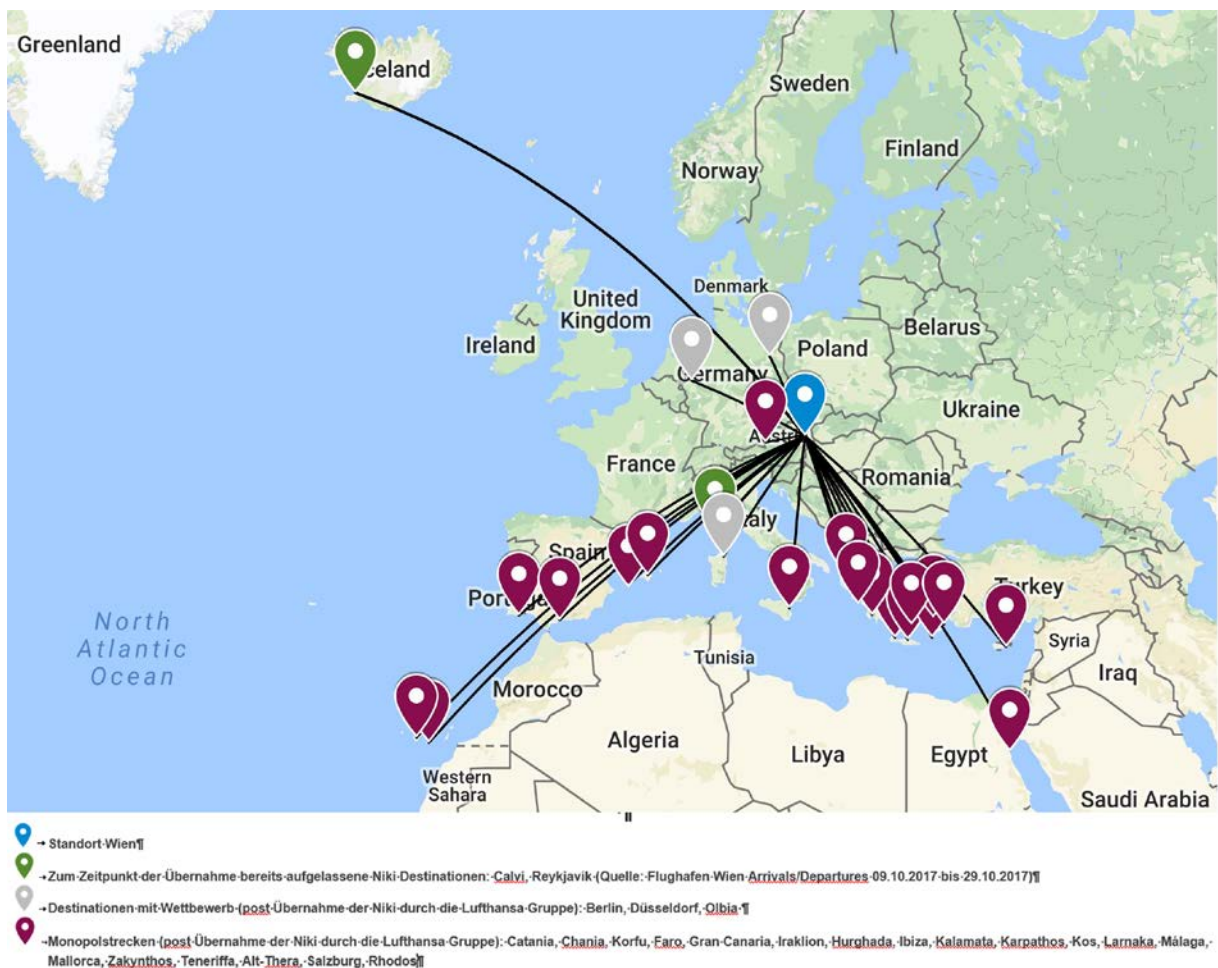 Greenland
Iceland
Sweden
Finland
Norway
Denmark
United
Kingdom
Ireland
Belarus
Poland
Germany
Ukraine
Austria
France
Romania
Italy
Spain
Portugal
Turkey
North
Atlantic
Ocean
Syria
Tunisia
Iraq
Morocco
Algeria
Libya
Egypt
Western
Sahara
Saudi Arabia
→ Standort·Wien¶
→Zum·Zeitpunkt·der·Übernahme·bereits·aufgelassene·Niki·Destinationen:·Calvi,·Reykjavik·(Quelle:·Flughafen·Wien·Arrivals/Departures·09.10.2017·bis·29.10.2017)¶
→Destinationen·mit·Wettbewerb·(post·Übernahme·der·Niki·durch·die·Lufthansa·Gruppe):·Berlin,·Düsseldorf,·Olbia·¶
→Monopolstrecken·(post·Übernahme·der·Niki·durch·die·Lufthansa·Gruppe):·Catania,·Chania,·Korfu,·Faro,·Gran·Canaria,·Iraklion,·Hurghada,·Ibiza,·Kalamata,·Karpathos,·Kos,·Larnaka,·Málaga,·
Mallorca,·Zakynthos,·Teneriffa,·Alt-Thera,·Salzburg,·Rhodos¶